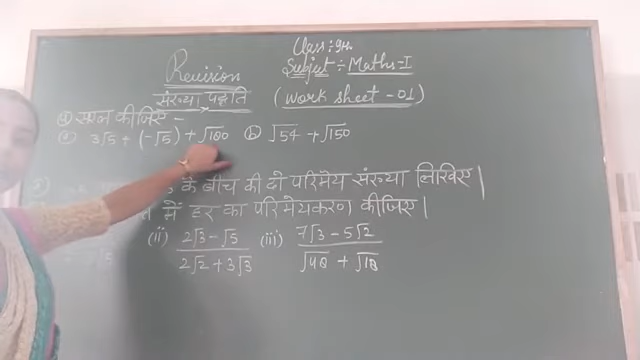 Class :- 9th
Revision Subject :- Maths-I
संख्या पद्धति (work sheet - 01)
सरल कीजिए -
(a) 3√5 + (-√5) + √180 (b) √54 + √150
के बीच की दो परिमेय संख्या लिखिए।
में हर का परिमेयकरण कीजिए।
(ii) 2√3 - √5 / 2√2 + 3√3 (iii) 7√3 - 5√2 / √48 + √18